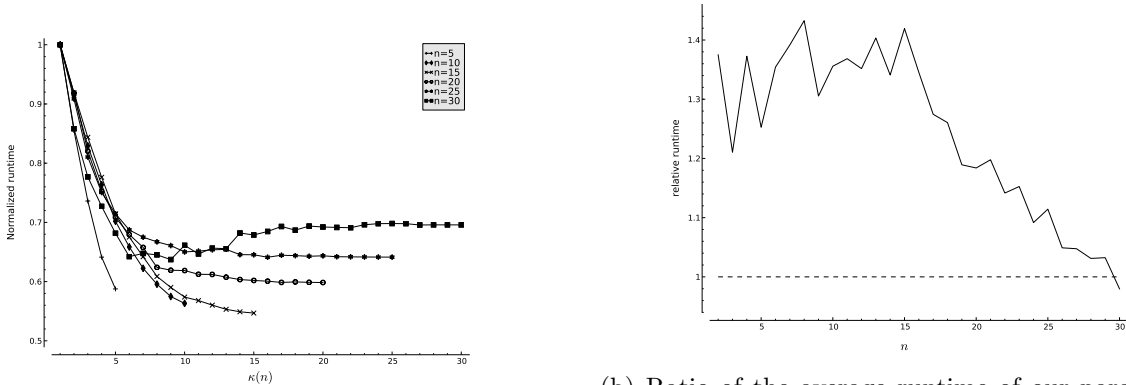 1
0.9
0.8
0.7
0.6
0.5
Normalized runtime
5
10
15
20
25
30
κ(n)
n=5
n=10
n=15
n=20
n=25
n=30
1.4
1.3
1.2
1.1
1
relative runtime
5
10
15
20
25
30
n
(b) Ratio of the average runtime of our